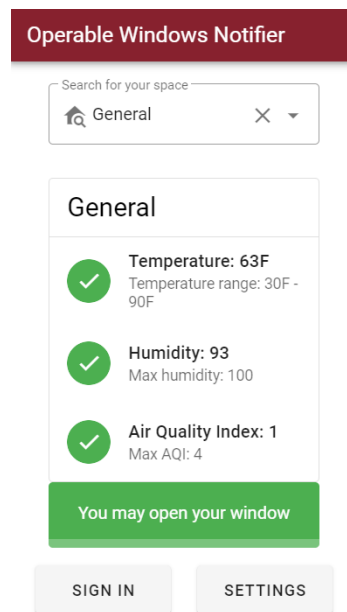 Operable Windows Notifier
Search for your space
General
General
Temperature: 63F
Temperature range: 30F -
90F
Humidity: 93
Max humidity: 100
Air Quality Index: 1
Max AQI: 4
You may open your window
SIGN IN
SETTINGS